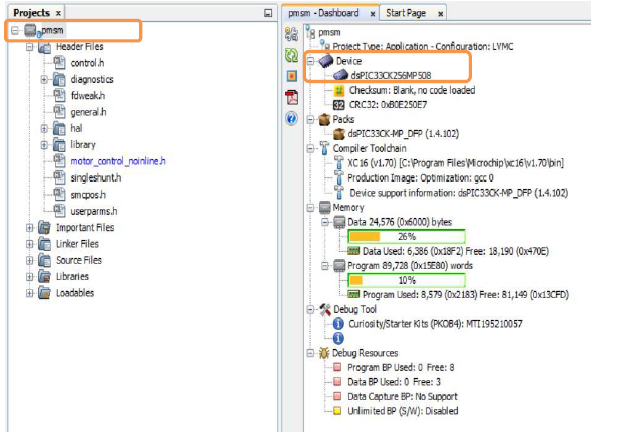 Projects x
pmsm
Header Files
control.h
diagnostics
fdweak.h
general.h
hal
library
motor_control_noinline.h
singleshunt.h
smcpos.h
userparms.h
Important Files
Linker Files
Source Files
Libraries
Loadables
pmsm - Dashboard x Start Page x
pmsm
Project Type: Application - Configuration: LVMC
Device
dsPIC33CK256MP508
Checksum: Blank, no code loaded
CRC32: 0xB0E250E7
Packs
dsPIC33CK-MP_DFP (1.4.102)
Compiler Toolchain
XC16 (v1.70) [C:\Program Files\Microchip\xc16\v1.70\bin]
Production Image: Optimization: gcc 0
Device support information: dsPIC33CK-MP_DFP (1.4.102)
Memory
Data 24,576 (0x6000) bytes
26%
Data Used: 6,386 (0x18F2) Free: 18,190 (0x470E)
Program 89,728 (0x15E80) words
10%
Program Used: 8,579 (0x2183) Free: 81,149 (0x13CFD)
Debug Tool
Curiosity/Starter Kits (PKOB4): MTI195210057
Debug Resources
Program BP Used: 0 Free: 8
Data BP Used: 0 Free: 3
Data Capture BP: No Support
Unlimited BP (S/W): Disabled